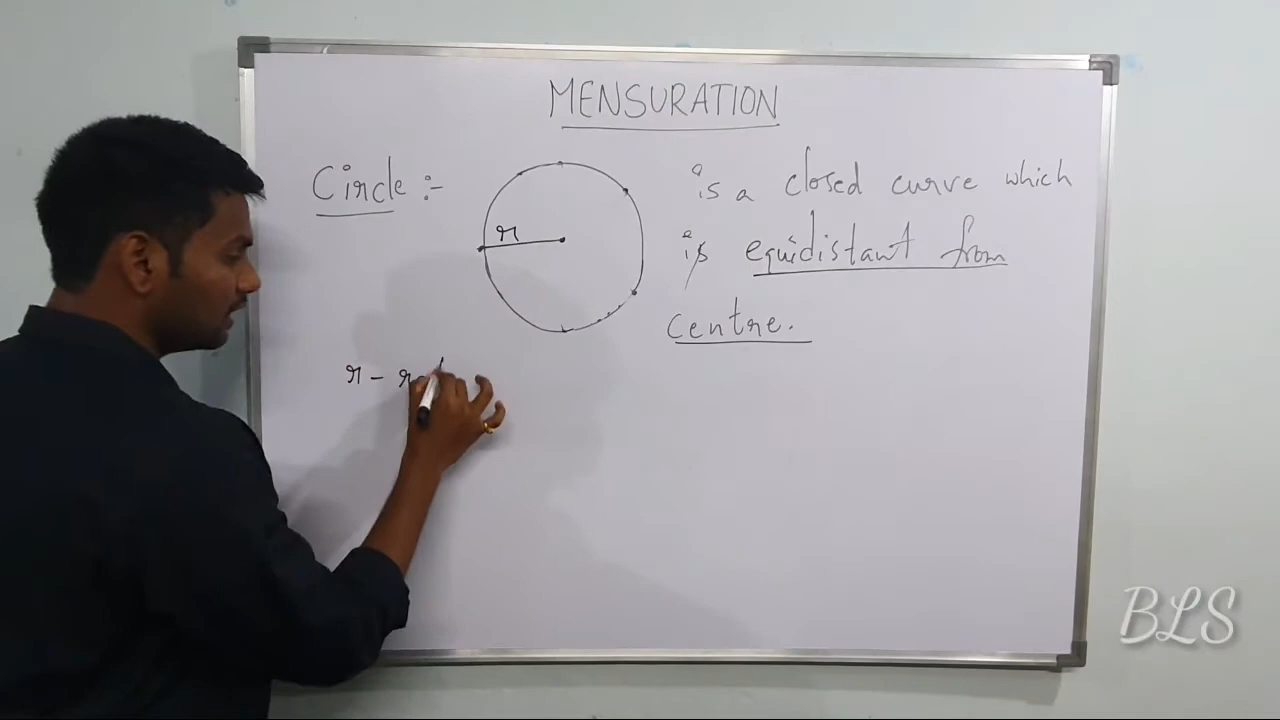 MENSURATION
Circle :-
r
is a closed curve which
is equidistant from
centre.
r -
BLS